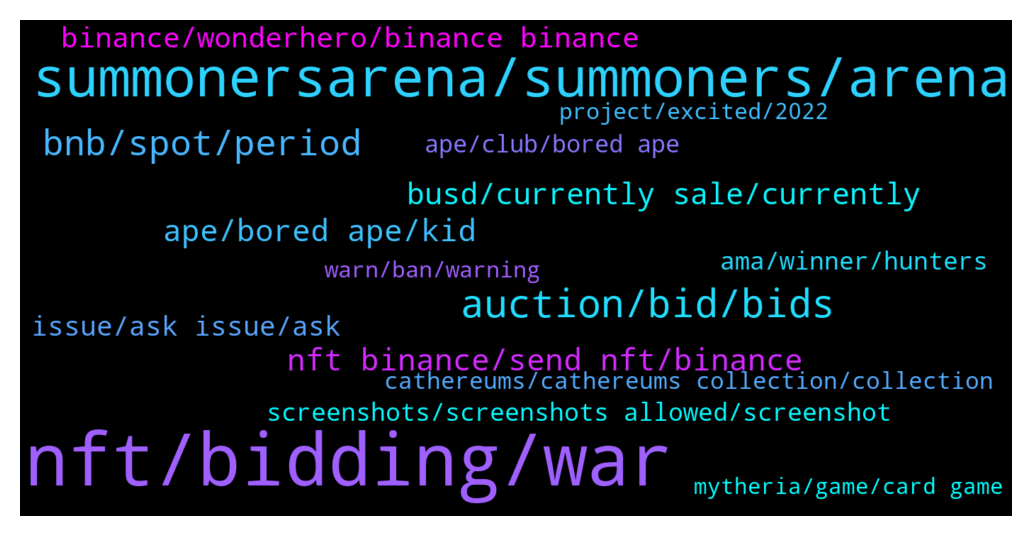 binance/wonderhero/binance binance
summonersarena/summoners/arena
project/excited/2022
bnb/spot/period
ape/club/bored ape
busd/currently sale/currently
ape/bored ape/kid
ama/winner/hunters
warn/ban/warning
auction/bid/bids
issue/ask issue/ask
nft binance/send nft/binance
cathereums/cathereums collection/collection
screenshots/screenshots allowed/screenshot
nft/bidding/war
mytheria/game/card game